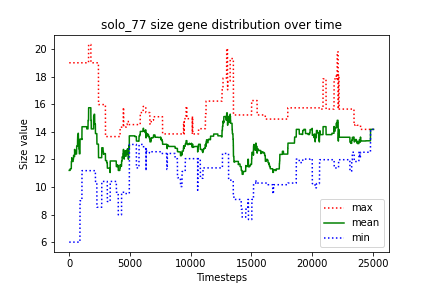 solo_77 size gene distribution over time
Size value
20
18
16
14
12
10
8
6
max
mean
min
0
5000
10000
15000
20000
25000
Timesteps